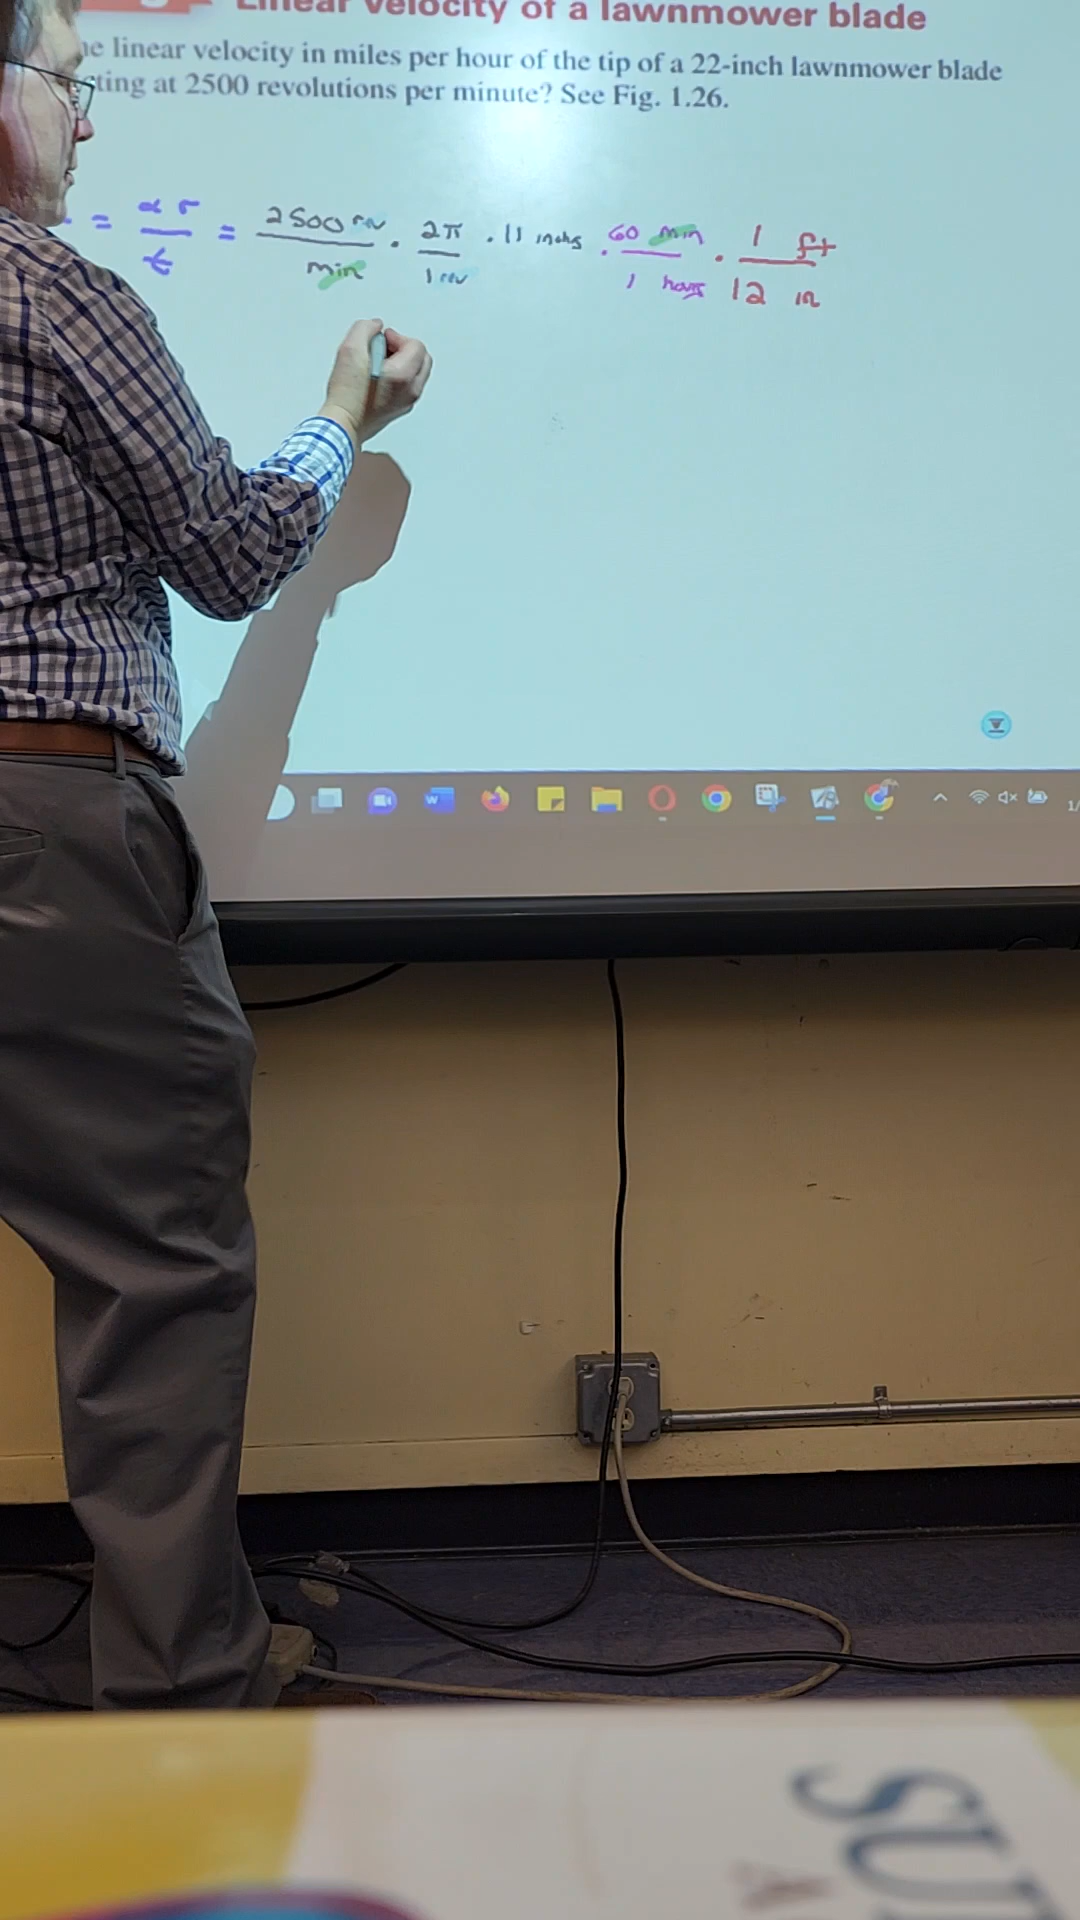 Linear velocity of a lawnmower blade
linear velocity in miles per hour of the tip of a 22-inch lawnmower blade
ting at 2500 revolutions per minute? See Fig. 1.26.
= α r / t = 2500 rev / min · 2π / 1 rev · 11 inches · 60 min / 1 hours · 1 ft / 12 in
1/
SUT